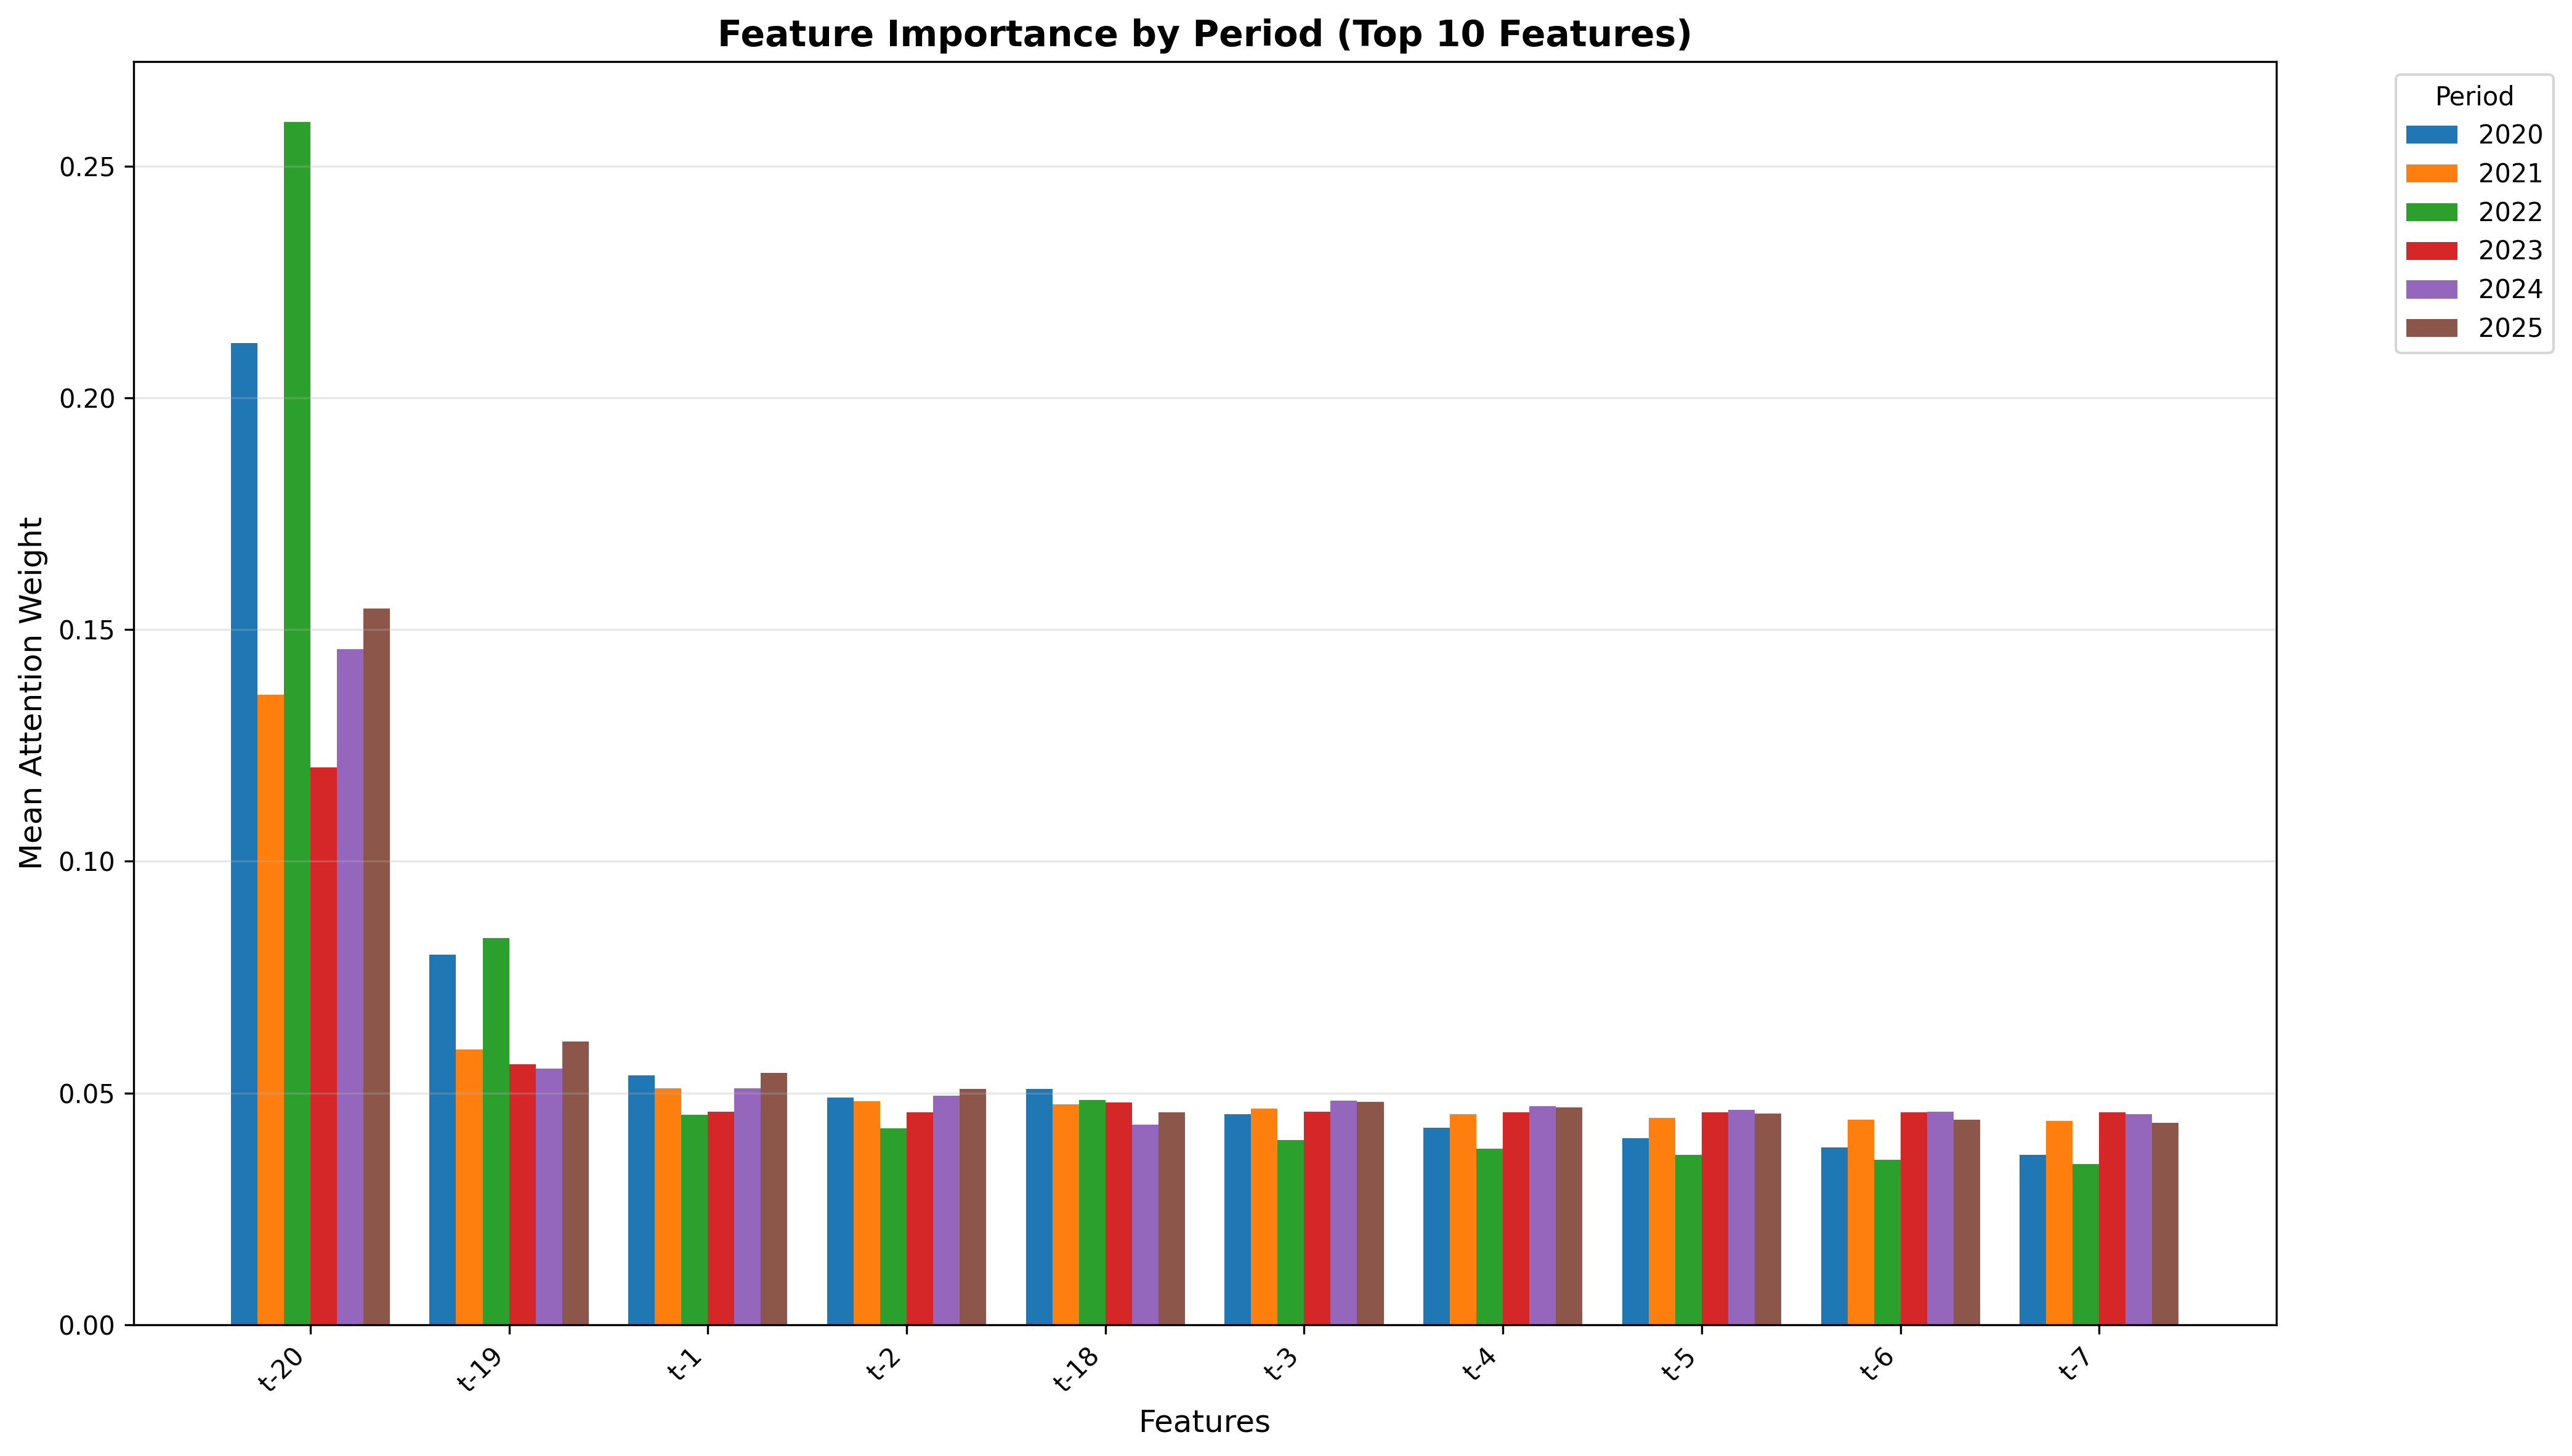 Feature Importance by Period (Top 10 Features)
Mean Attention Weight
0.25
0.20
0.15
0.10
0.05
0.00
t-20
t-19
t-1
t-2
t-18
t-3
t-4
t-5
t-6
t-7
Features
Period
2020
2021
2022
2023
2024
2025